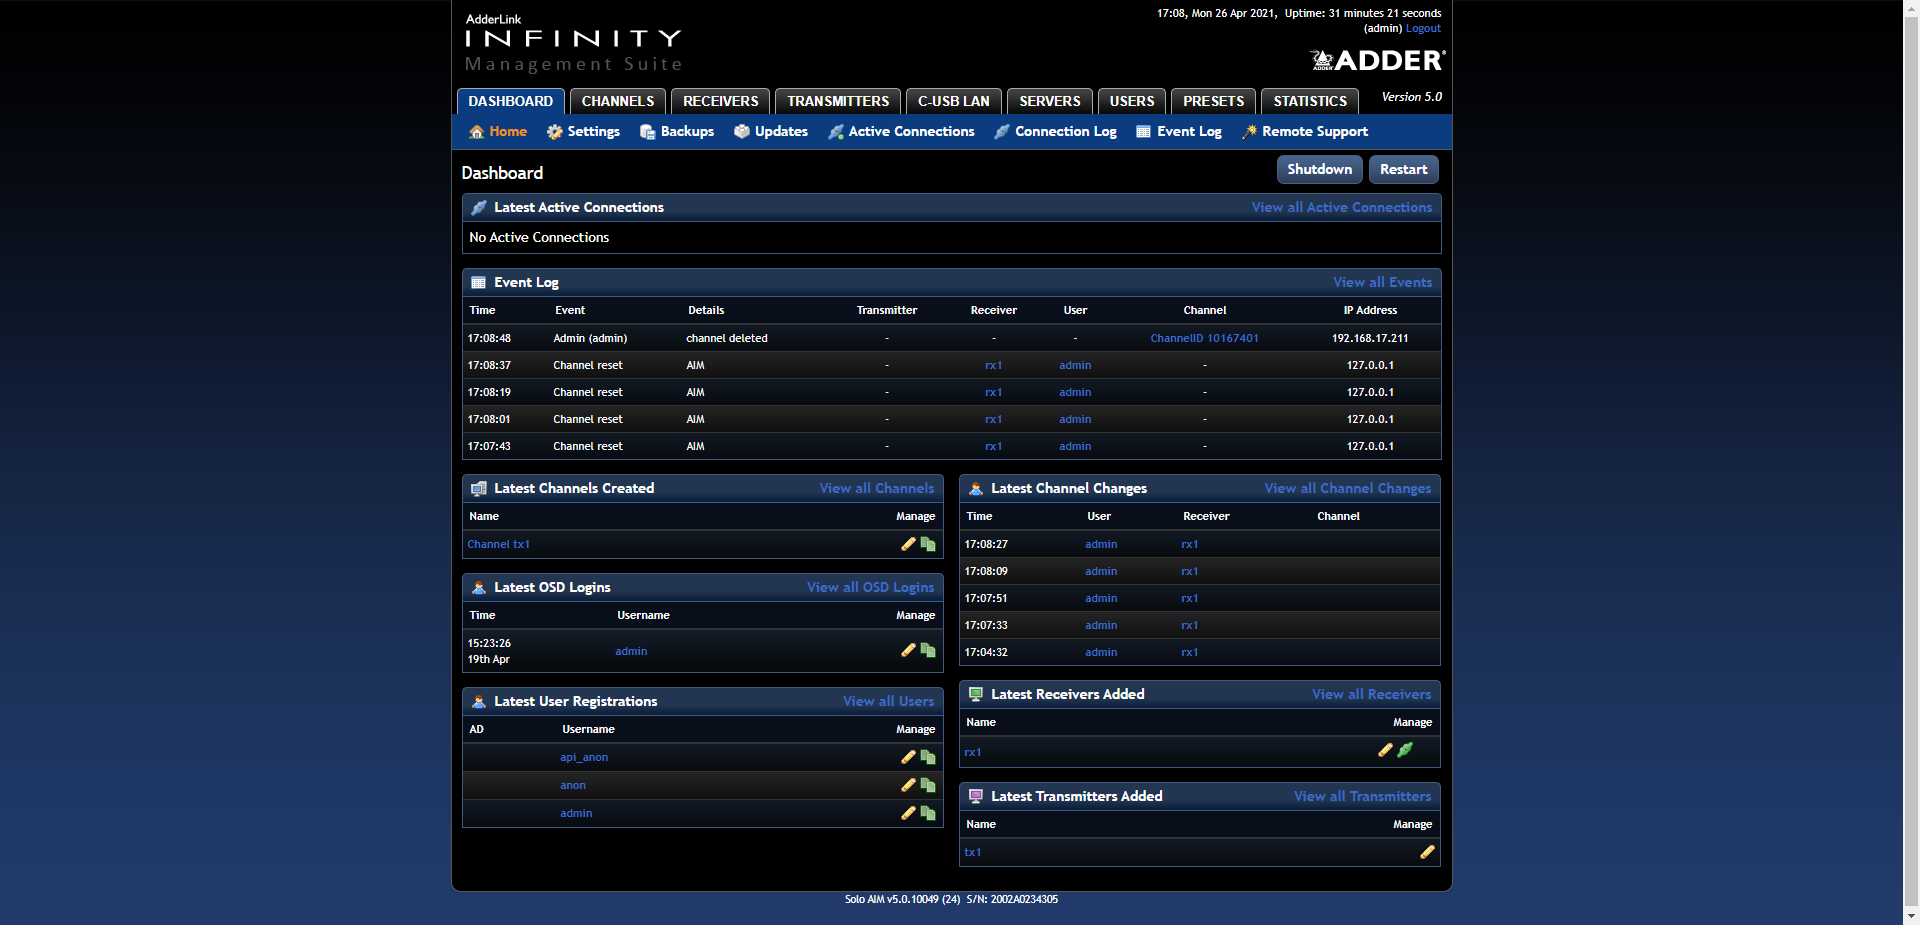 AdderLink
INFINITY
Management Suite
17:08, Mon 26 Apr 2021, Uptime: 31 minutes 21 seconds
(admin) Logout
ADDER
ADDER®
DASHBOARD CHANNELS RECEIVERS TRANSMITTERS C-USB LAN SERVERS USERS PRESETS STATISTICS Version 5.0
Home Settings Backups Updates Active Connections Connection Log Event Log Remote Support
Dashboard Shutdown Restart
Latest Active Connections View all Active Connections
No Active Connections
Event Log View all Events
Time Event Details Transmitter Receiver User Channel IP Address
17:08:48 Admin (admin) channel deleted - - - ChannelID 10167401 192.168.17.211
17:08:37 Channel reset AIM - rx1 admin - 127.0.0.1
17:08:19 Channel reset AIM - rx1 admin - 127.0.0.1
17:08:01 Channel reset AIM - rx1 admin - 127.0.0.1
17:07:43 Channel reset AIM - rx1 admin - 127.0.0.1
Latest Channels Created View all Channels
Name Manage
Channel tx1
Latest OSD Logins View all OSD Logins
Time Username Manage
15:23:26
19th Apr admin
Latest User Registrations View all Users
AD Username Manage
api_anon
anon
admin
Latest Channel Changes View all Channel Changes
Time User Receiver Channel
17:08:27 admin rx1
17:08:09 admin rx1
17:07:51 admin rx1
17:07:33 admin rx1
17:04:32 admin rx1
Latest Receivers Added View all Receivers
Name Manage
rx1
Latest Transmitters Added View all Transmitters
Name Manage
tx1
Solo AIM v5.0.10049 (24) S/N: 2002A0234305